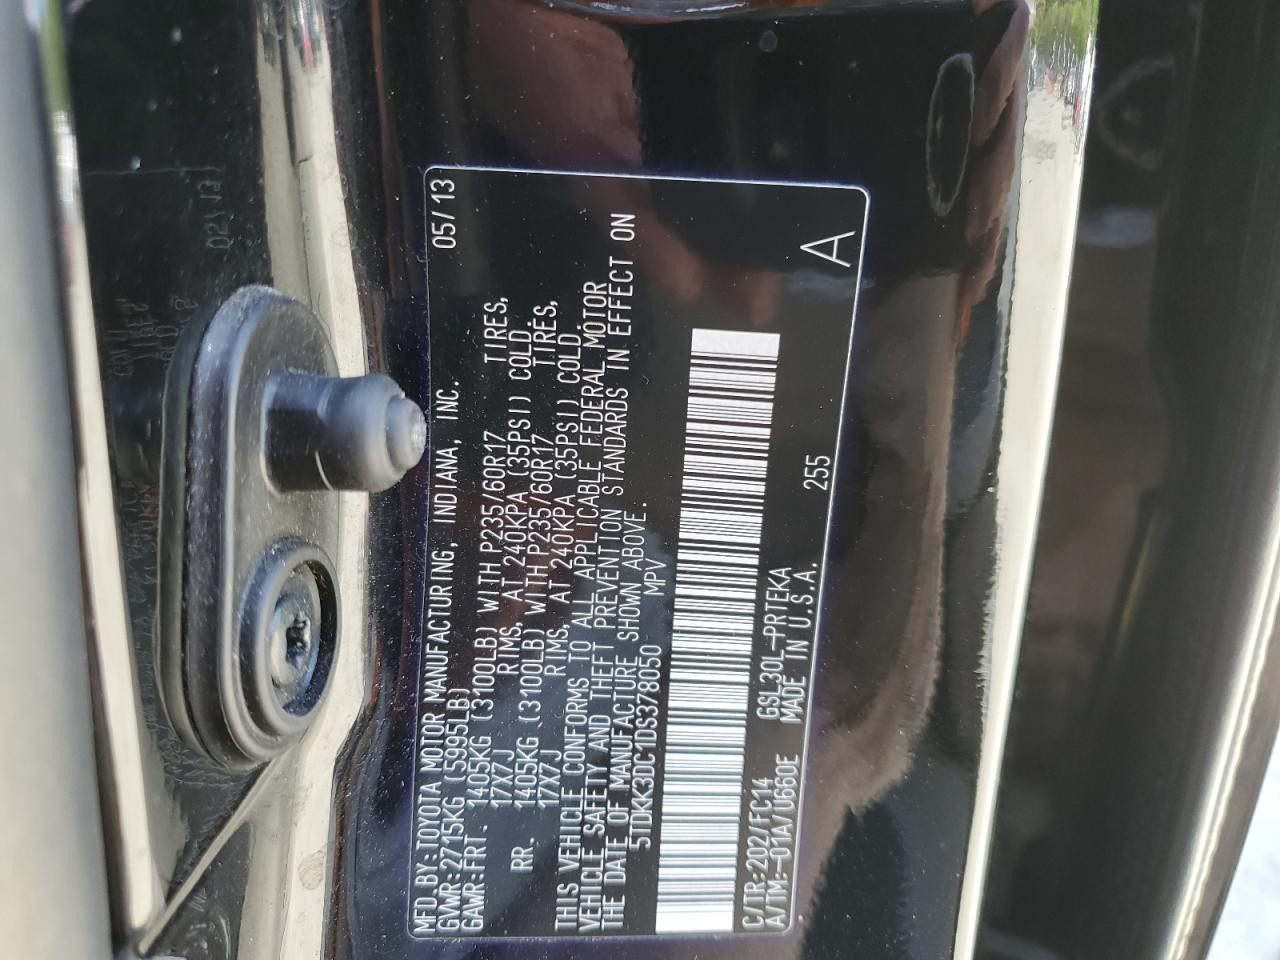 MFD.BY:TOYOTA MOTOR MANUFACTURING, INDIANA, INC. 05/13
GVWR:2715KG (5995LB)
GAWR:FRT. 1405KG (3100LB) WITH P235/60R17 TIRES,
17X7J RIMS, AT 240KPA (35PSI) COLD.
RR. 1405KG (3100LB) WITH P235/60R17 TIRES,
17X7J RIMS, AT 240KPA (35PSI) COLD.
THIS VEHICLE CONFORMS TO ALL APPLICABLE FEDERAL MOTOR
VEHICLE SAFETY AND THEFT PREVENTION STANDARDS IN EFFECT ON
THE DATE OF MANUFACTURE SHOWN ABOVE.
5TDKK3DC1DS378050 MPV
C/TR:202/FC14 GSL30L-PRTEKA
A/TM:-01A/U660E MADE IN U.S.A. 255 A